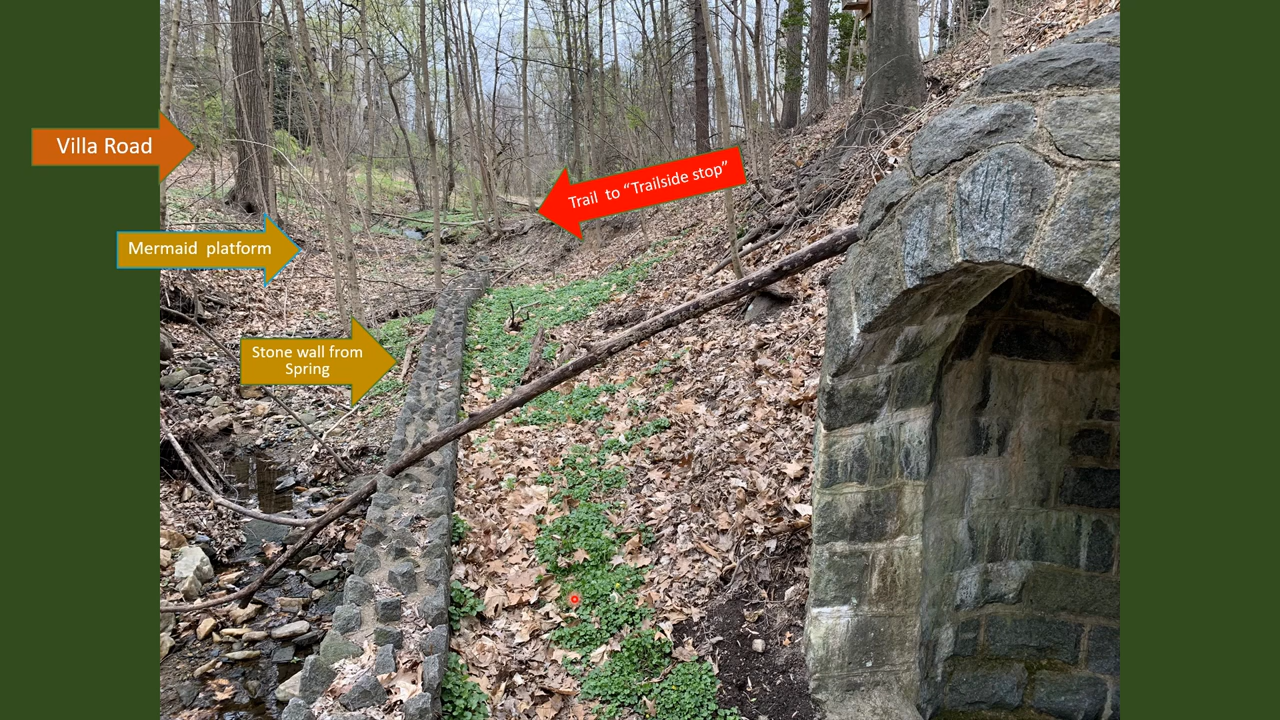 Villa Road
Trail to “Trailside stop”
Mermaid platform
Stone wall from
Spring